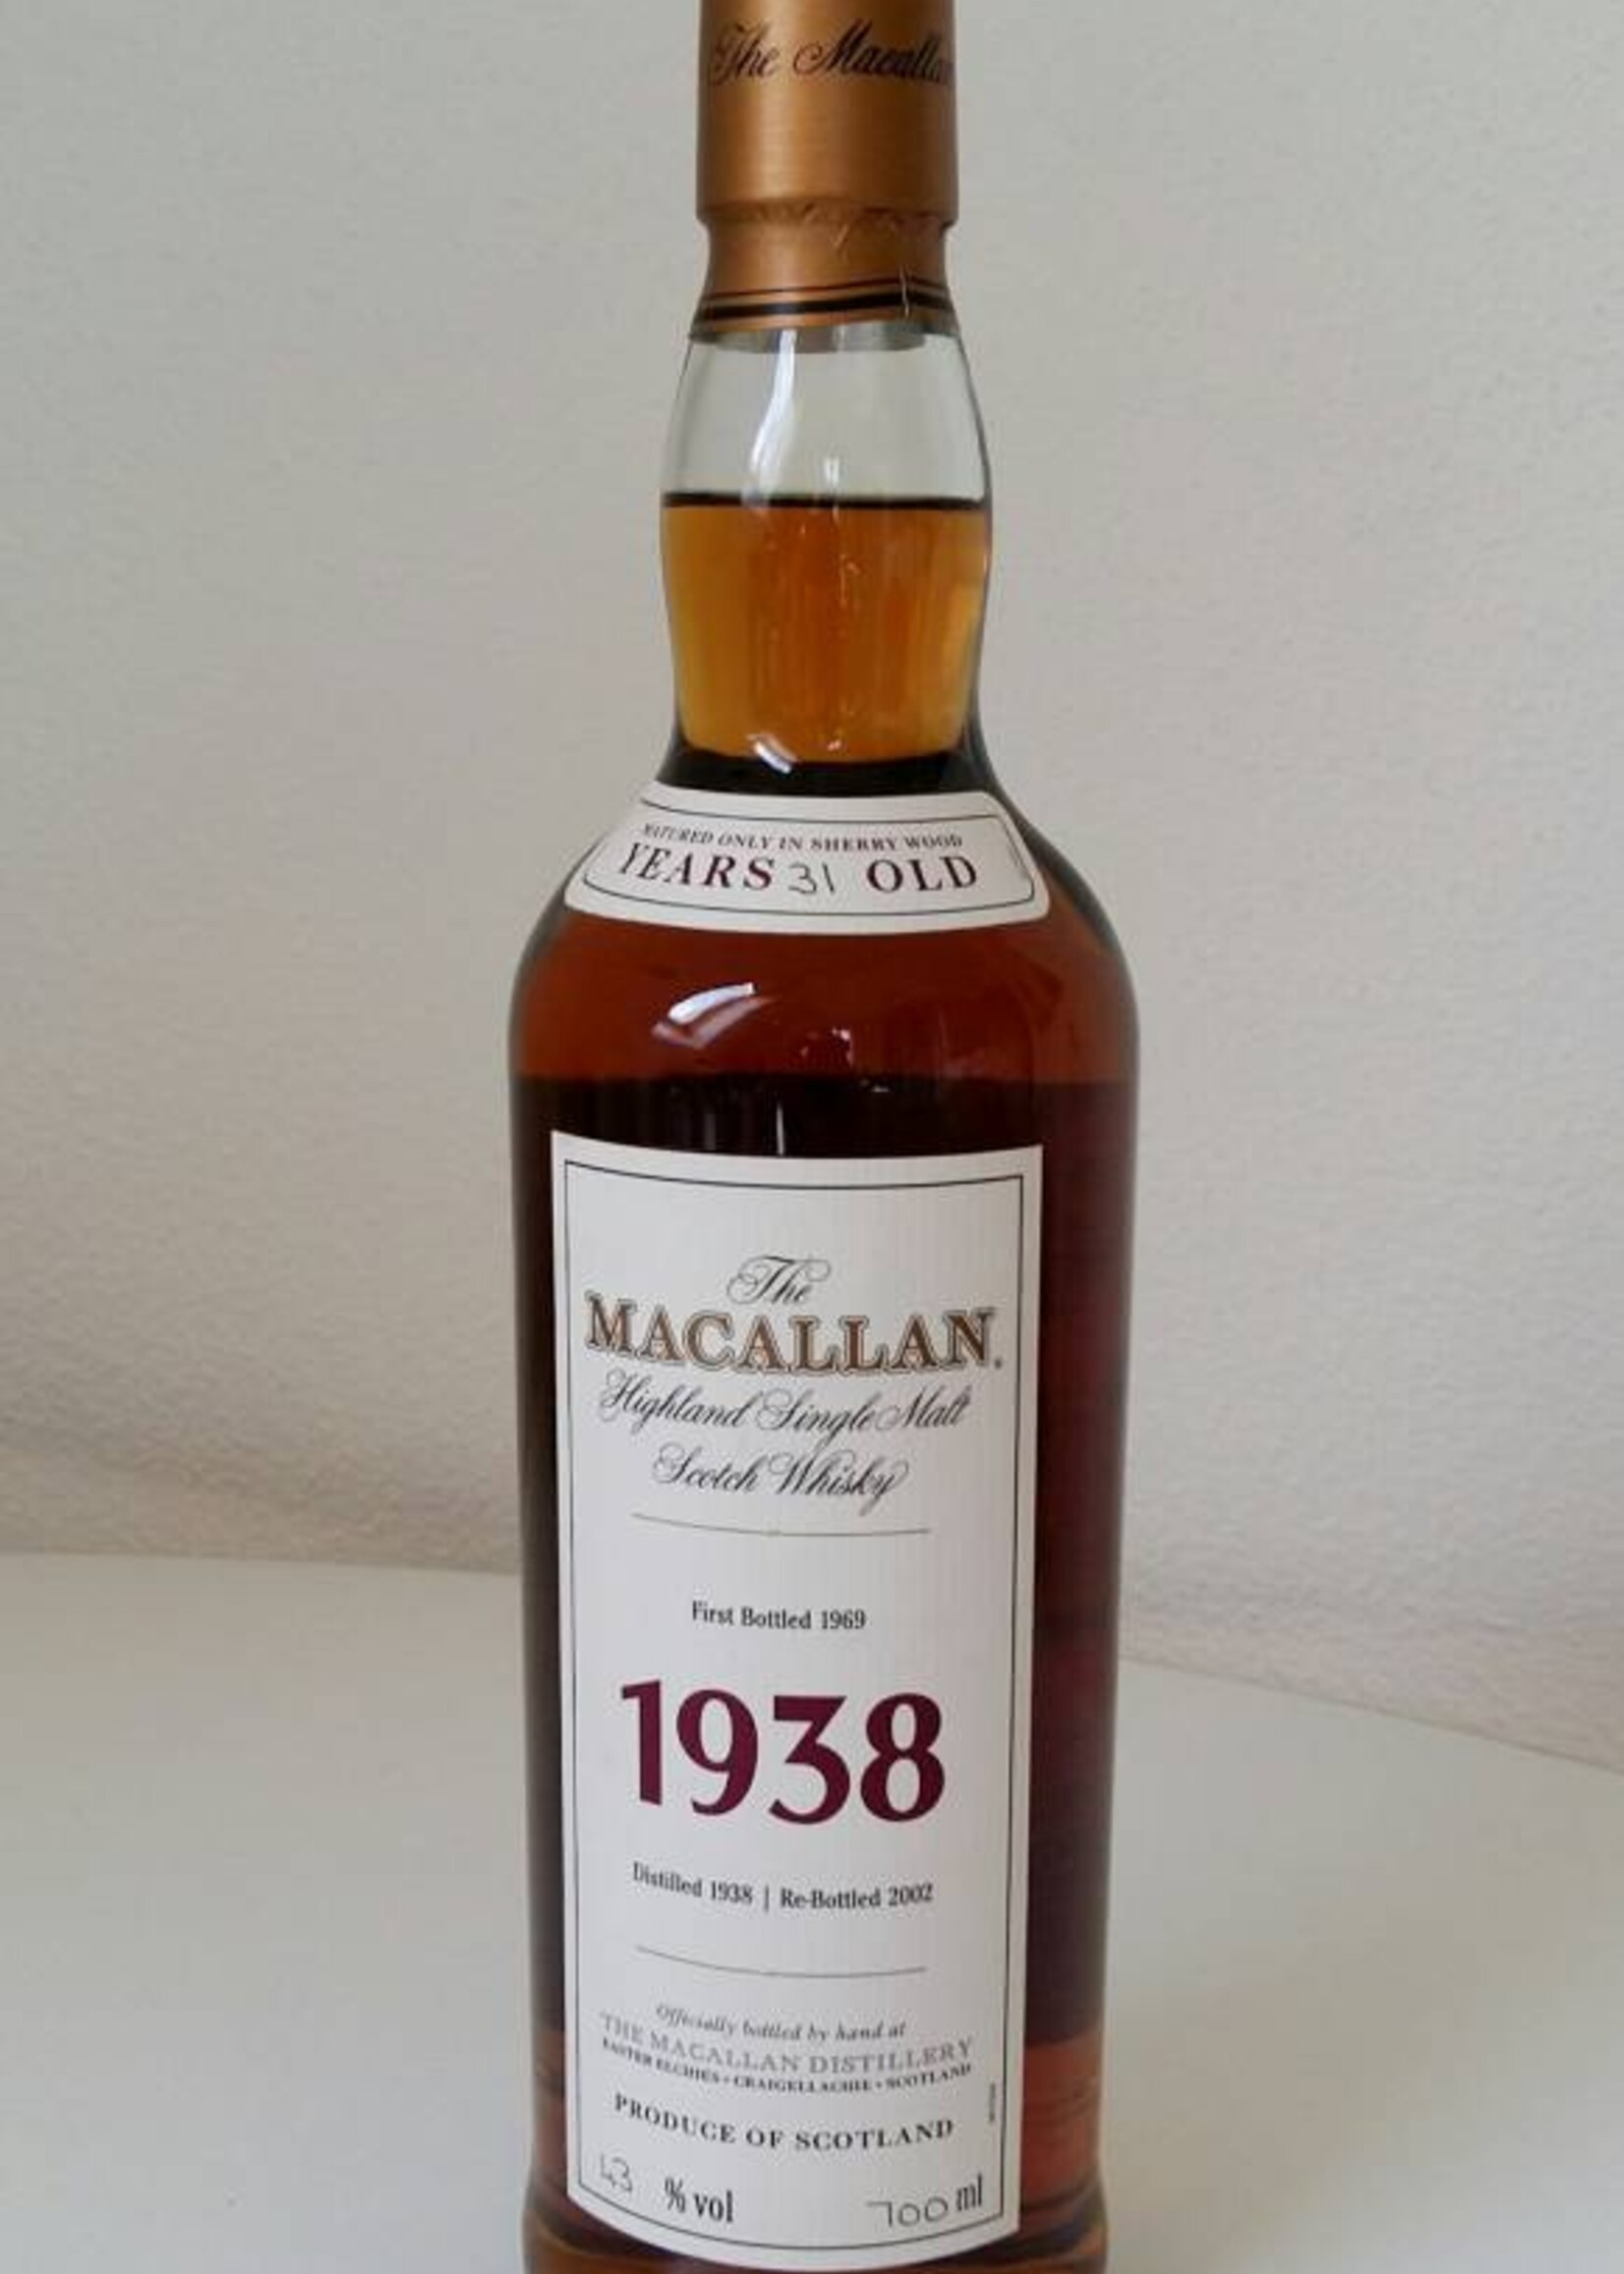 The Macallan
MATURED ONLY IN SHERRY WOOD
YEARS 31 OLD
The
MACALLAN.
Highland Single Malt
Scotch Whisky
First Bottled 1969
1938
Distilled 1938 | Re-Bottled 2002
Officially bottled by hand at
THE MACALLAN DISTILLERY
EASTER ELCHIES • CRAIGELLACHIE • SCOTLAND
PRODUCE OF SCOTLAND
43 % vol 700 ml